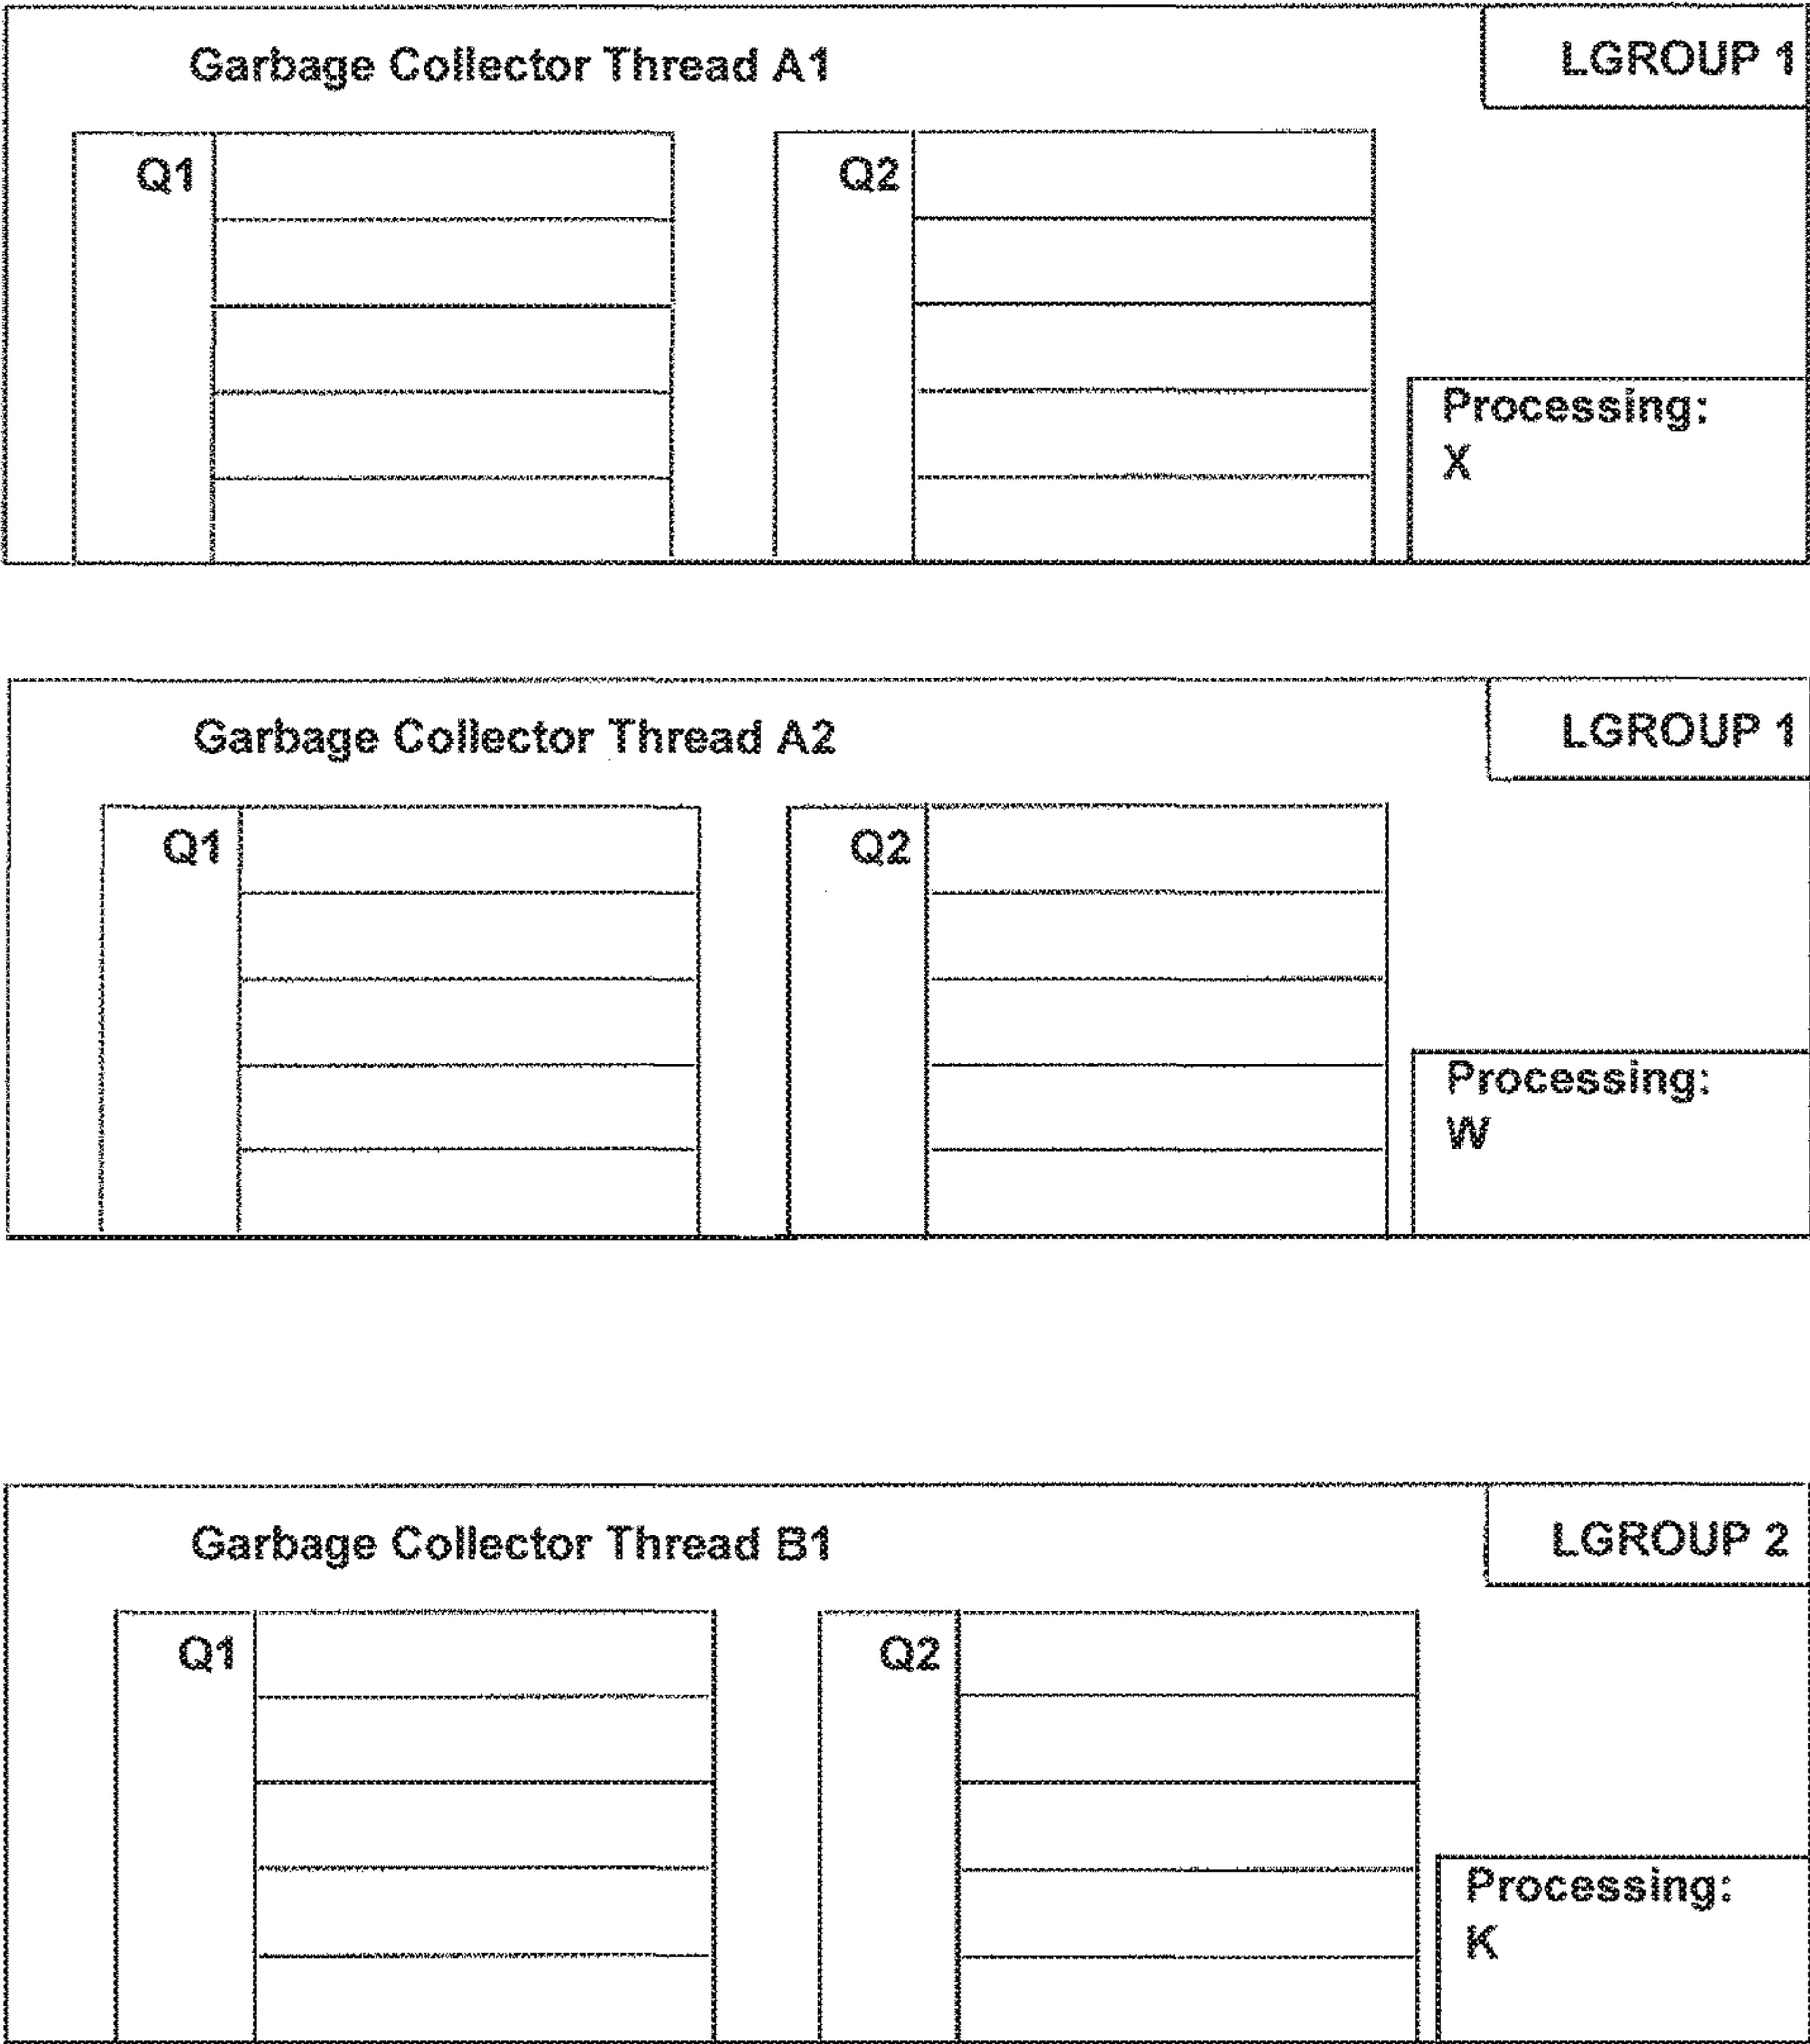 Garbage Collector Thread A1
LGROUP 1
Q1
Q2
Processing:
X
Garbage Collector Thread A2
LGROUP 1
Q1
Q2
Processing:
W
Garbage Collector Thread B1
LGROUP 2
Q1
Q2
Processing:
K